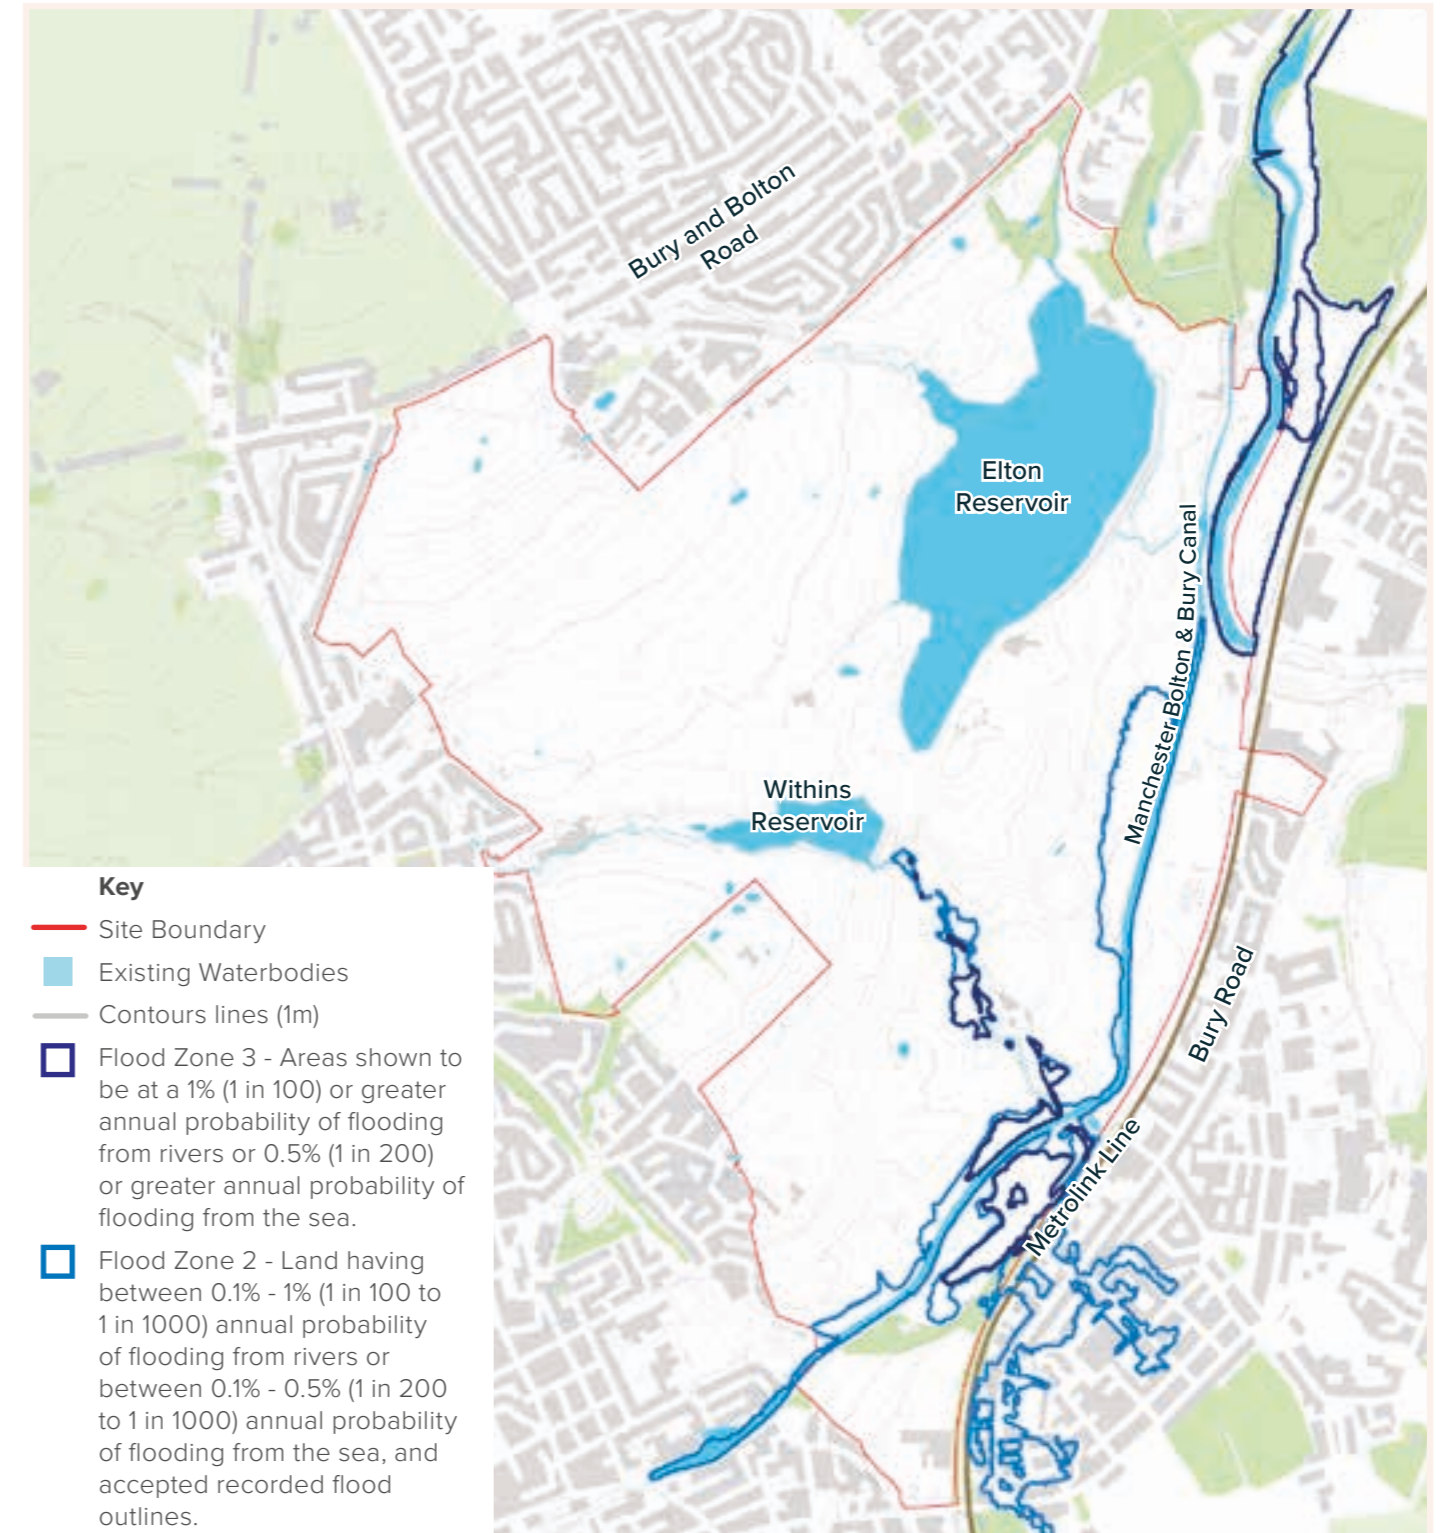 Bury and Bolton
Road
Elton
Reservoir
Manchester Bolton & Bury Canal
Withins
Reservoir
Bury Road
Metrolink Line
Key
Site Boundary
Existing Waterbodies
Contours lines (1m)
Flood Zone 3 - Areas shown to
be at a 1% (1 in 100) or greater
annual probability of flooding
from rivers or 0.5% (1 in 200)
or greater annual probability of
flooding from the sea.
Flood Zone 2 - Land having
between 0.1% - 1% (1 in 100 to
1 in 1000) annual probability
of flooding from rivers or
between 0.1% - 0.5% (1 in 200
to 1 in 1000) annual probability
of flooding from the sea, and
accepted recorded flood
outlines.